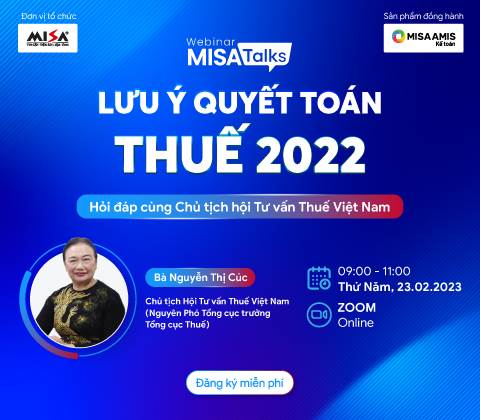 Đơn vị tổ chức
MISA
Sản phẩm đồng hành
MISA AMIS
Kế toán
Webinar
MISA Talks
LƯU Ý QUYẾT TOÁN
THUẾ 2022
Hỏi đáp cùng Chủ tịch hội Tư vấn Thuế Việt Nam
Bà Nguyễn Thị Cúc
Chủ tịch Hội Tư vấn Thuế Việt Nam
(Nguyên Phó Tổng cục trưởng
Tổng cục Thuế)
09:00 - 11:00
Thứ Năm, 23.02.2023
ZOOM
Online
Đăng ký miễn phí